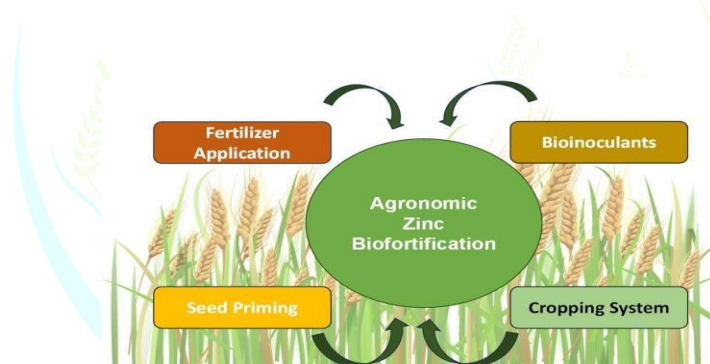 Fertilizer
Application
Bioinoculants
Agronomic
Zinc
Biofortification
Seed Priming
Cropping System